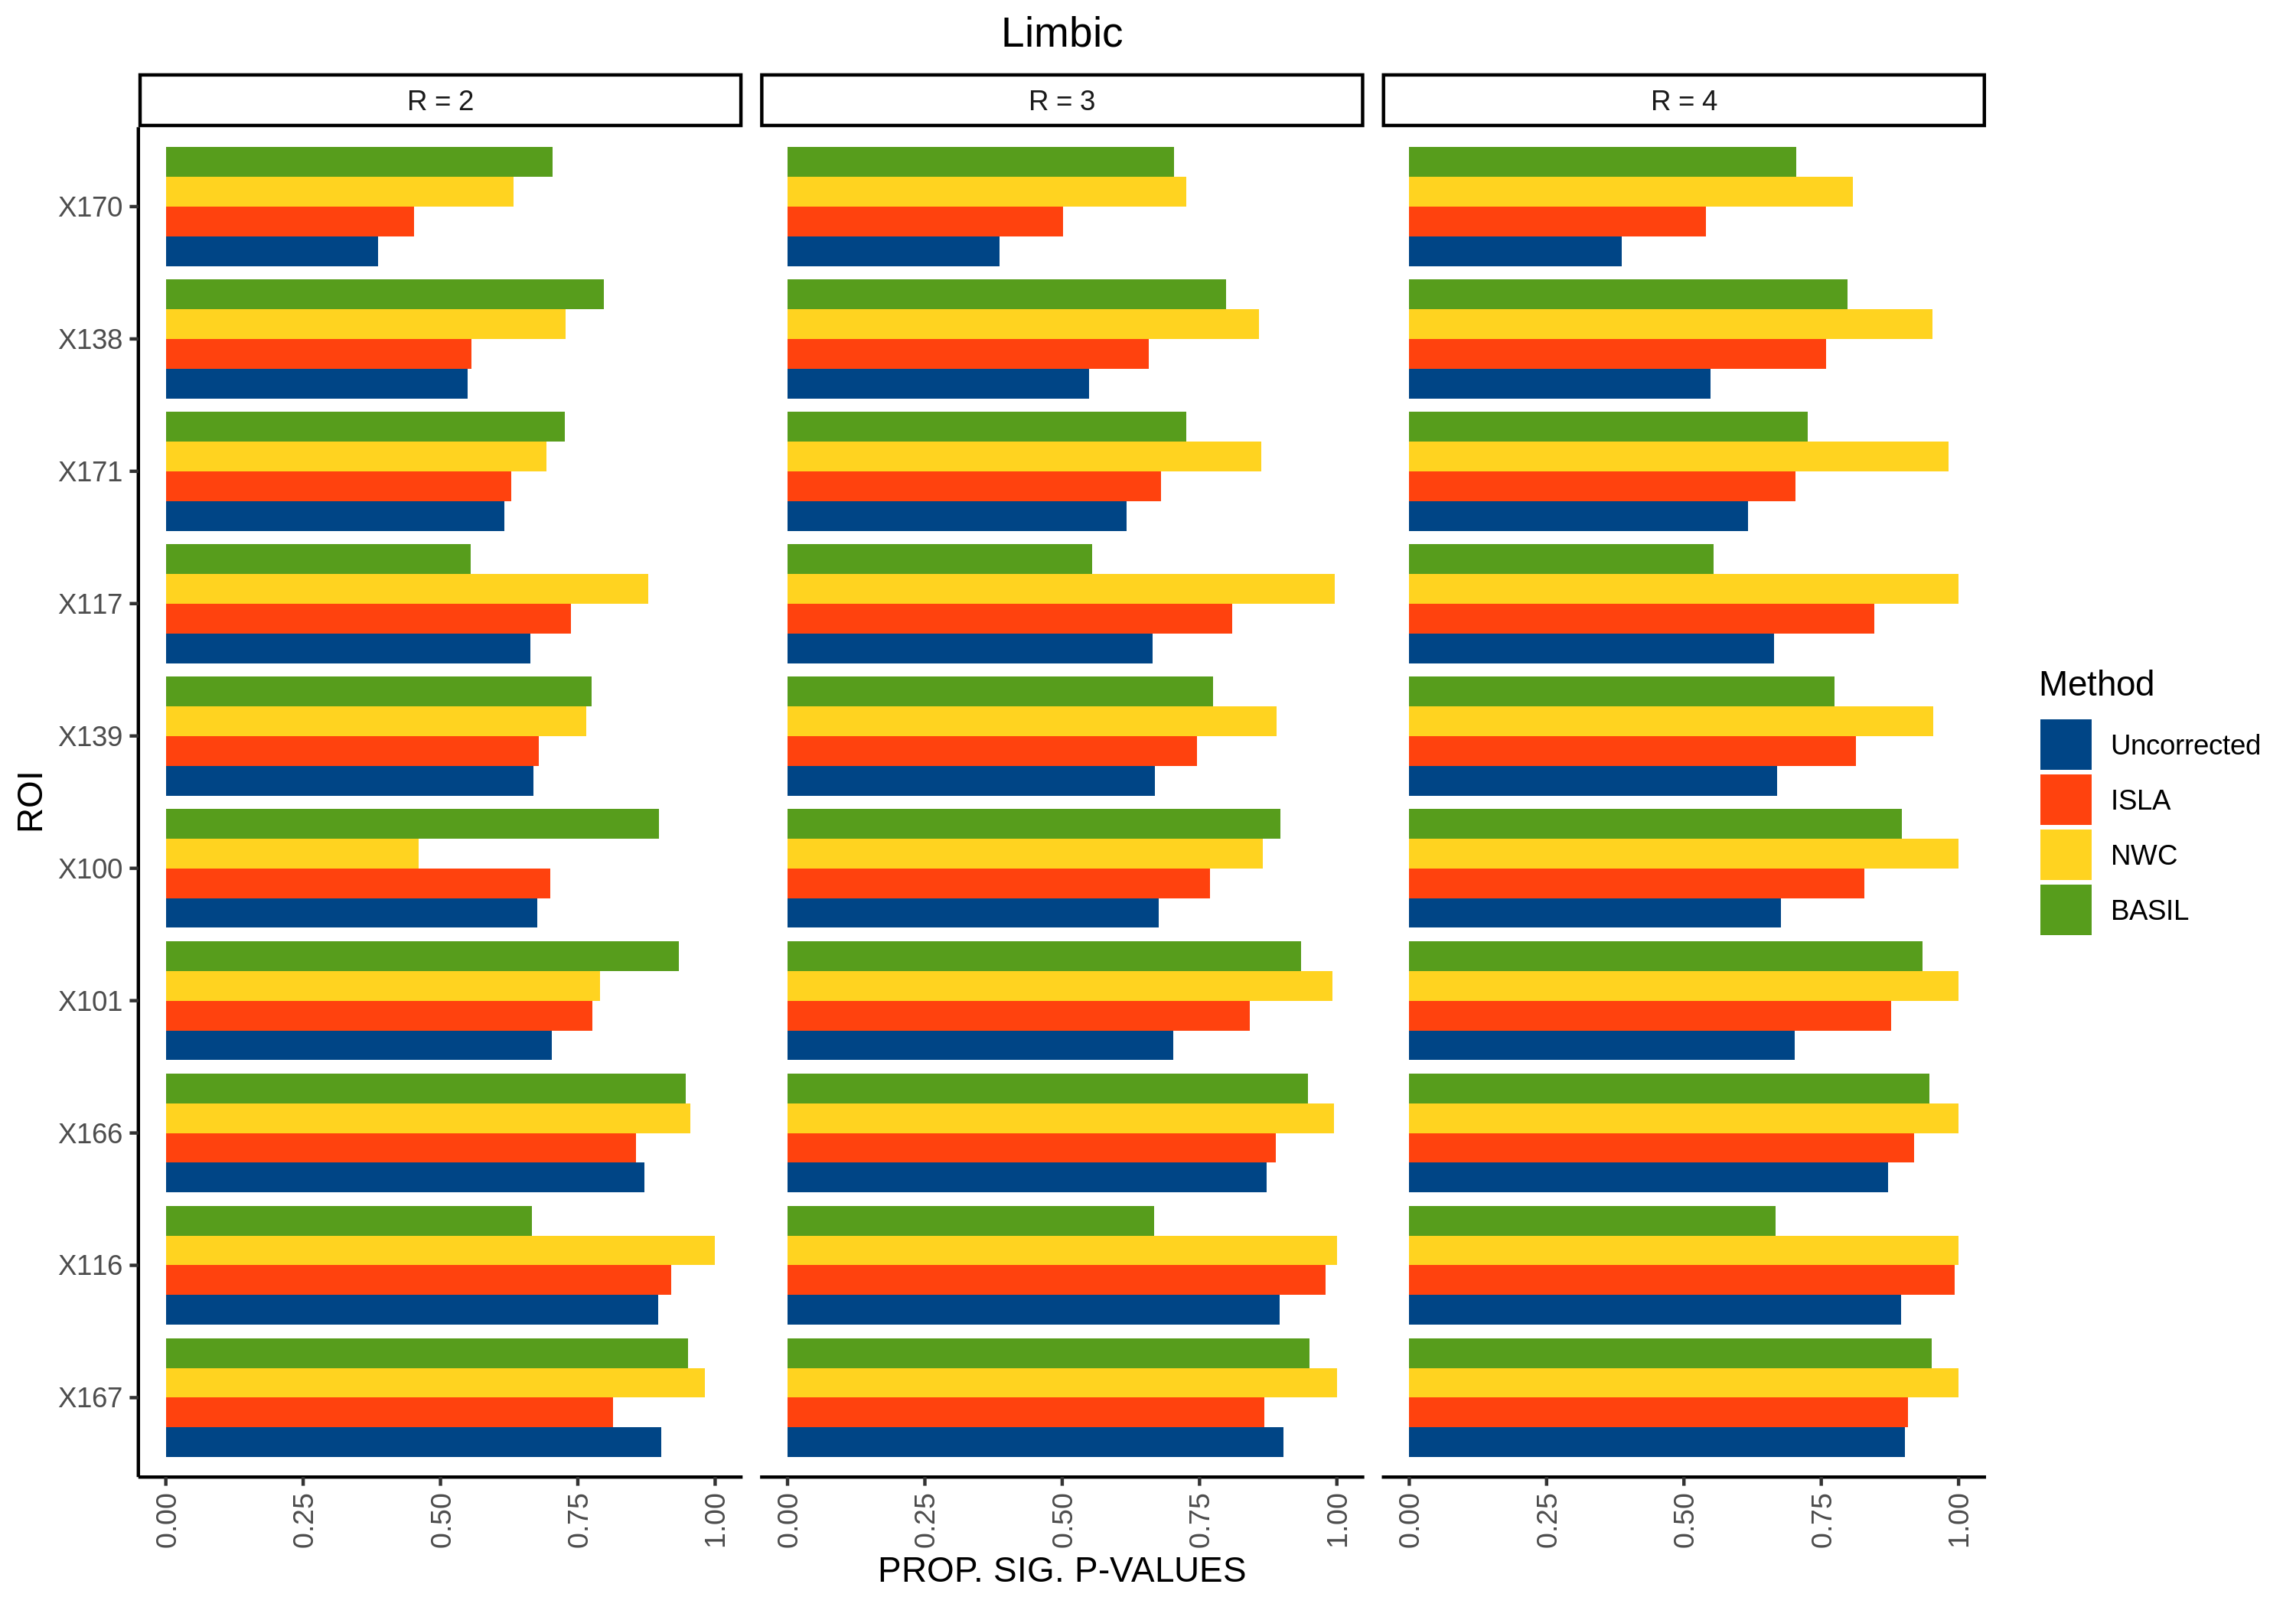 Limbic
R = 2
R = 3
R = 4
ROI
X170
X138
X171
X117
X139
X100
X101
X166
X116
X167
0.00 0.25 0.50 0.75 1.00
0.00 0.25 0.50 0.75 1.00
0.00 0.25 0.50 0.75 1.00
PROP. SIG. P-VALUES
Method
Uncorrected
ISLA
NWC
BASIL